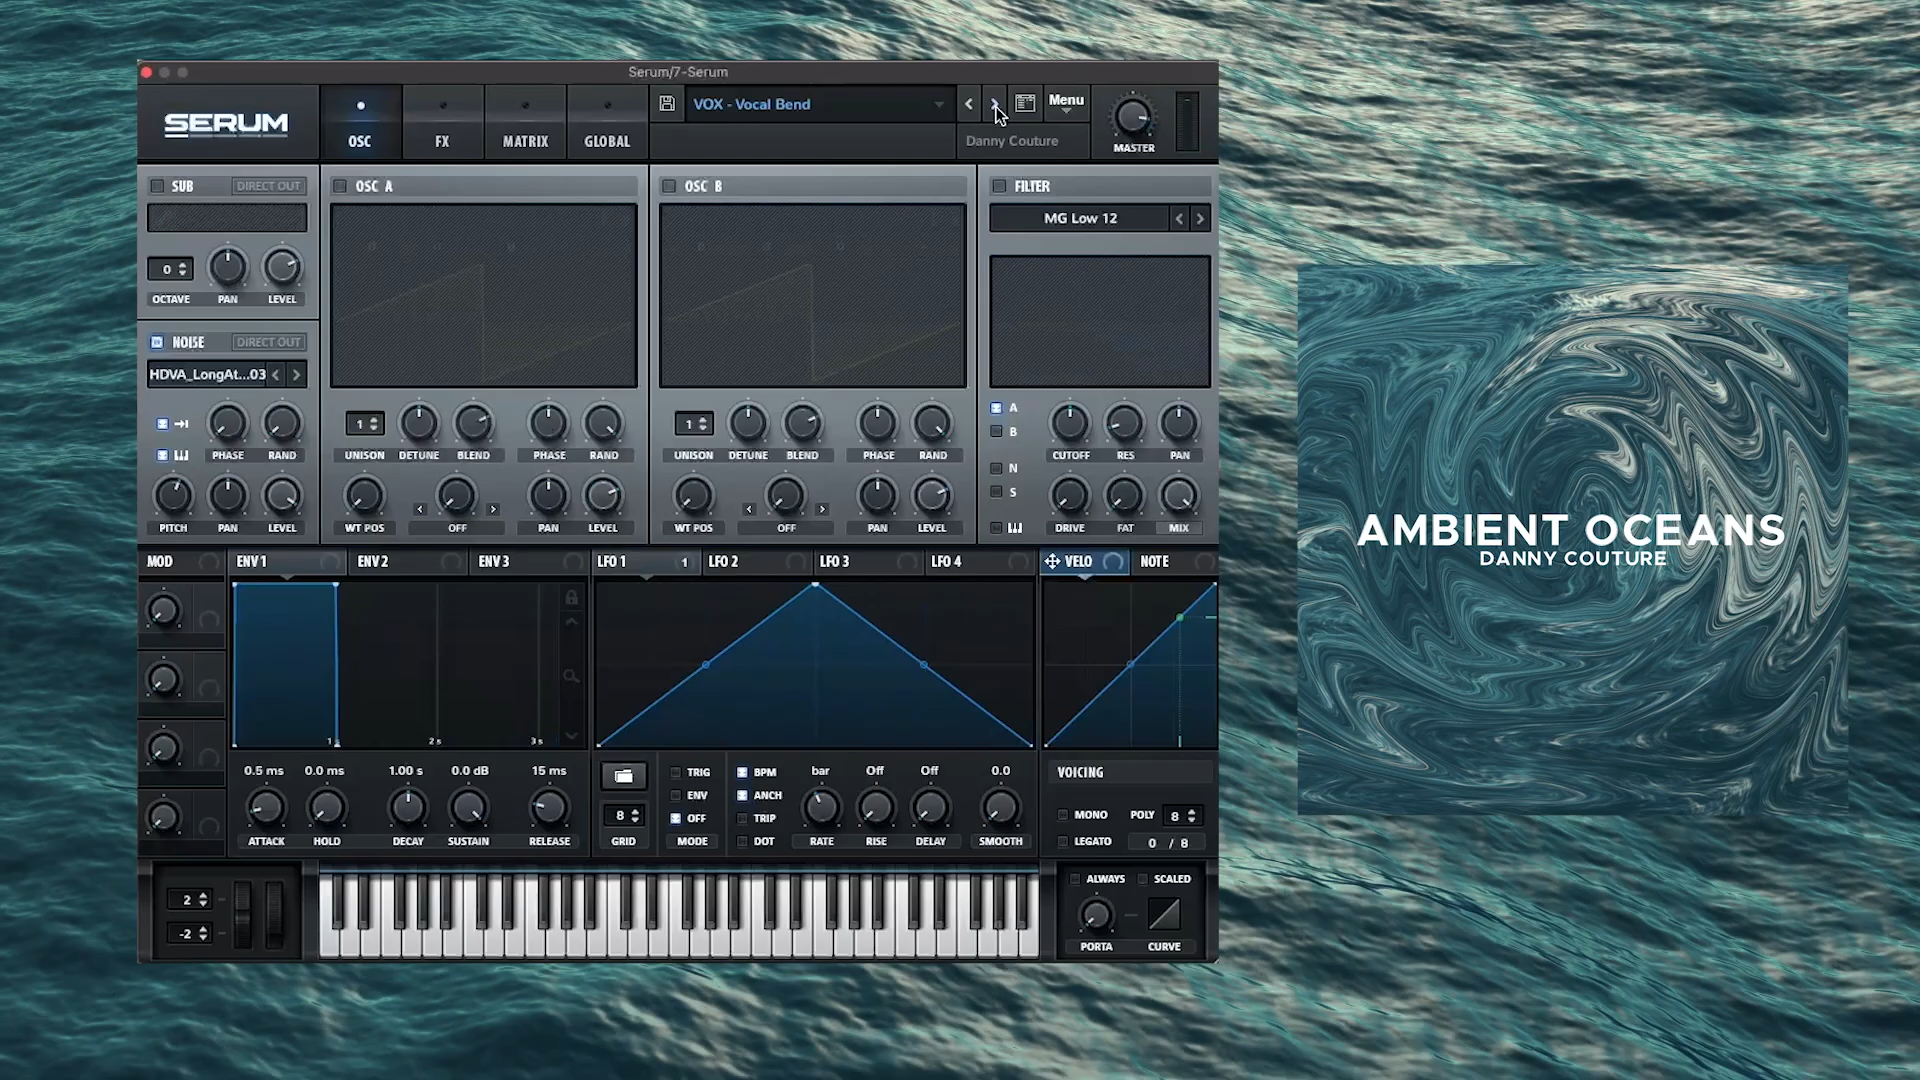 Serum/7-Serum
SERUM
OSC
FX
MATRIX
GLOBAL
VOX - Vocal Bend
Menu
Danny Couture
MASTER
SUB
DIRECT OUT
OSC A
OSC B
FILTER
MG Low 12
0
OCTAVE
PAN
LEVEL
NOISE
DIRECT OUT
HDVA_LongAt...03
PHASE
RAND
PITCH
PAN
LEVEL
1
UNISON
DETUNE
BLEND
PHASE
RAND
WT POS
OFF
PAN
LEVEL
1
UNISON
DETUNE
BLEND
PHASE
RAND
WT POS
OFF
PAN
LEVEL
A
B
N
S
CUTOFF
RES
PAN
DRIVE
FAT
MIX
MOD
ENV 1
ENV 2
ENV 3
LFO 1
1
LFO 2
LFO 3
LFO 4
VELO
NOTE
1 s
2 s
3 s
0.5 ms
0.0 ms
1.00 s
0.0 dB
15 ms
ATTACK
HOLD
DECAY
SUSTAIN
RELEASE
8
GRID
TRIG
ENV
OFF
MODE
BPM
ANCH
TRIP
DOT
bar
Off
Off
0.0
RATE
RISE
DELAY
SMOOTH
VOICING
MONO
POLY
8
LEGATO
0 / 8
2
-2
ALWAYS
SCALED
PORTA
CURVE
AMBIENT OCEANS
DANNY COUTURE